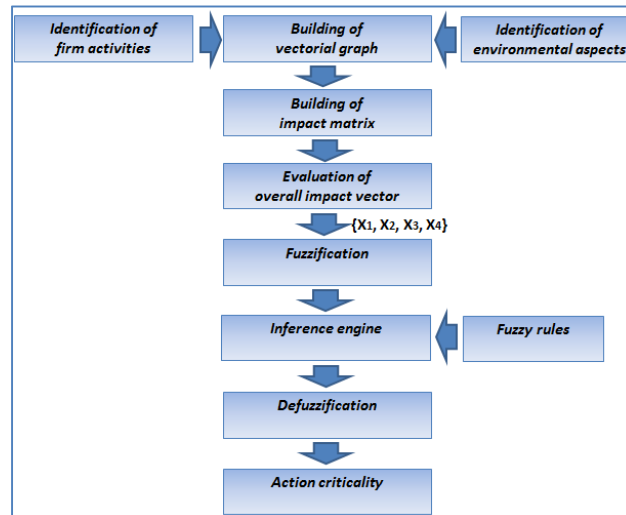 Identification of
firm activities
Building of
vectorial graph
Identification of
environmental aspects
Building of
impact matrix
Evaluation of
overall impact vector
{X1, X2, X3, X4}
Fuzzification
Inference engine
Fuzzy rules
Defuzzification
Action criticality